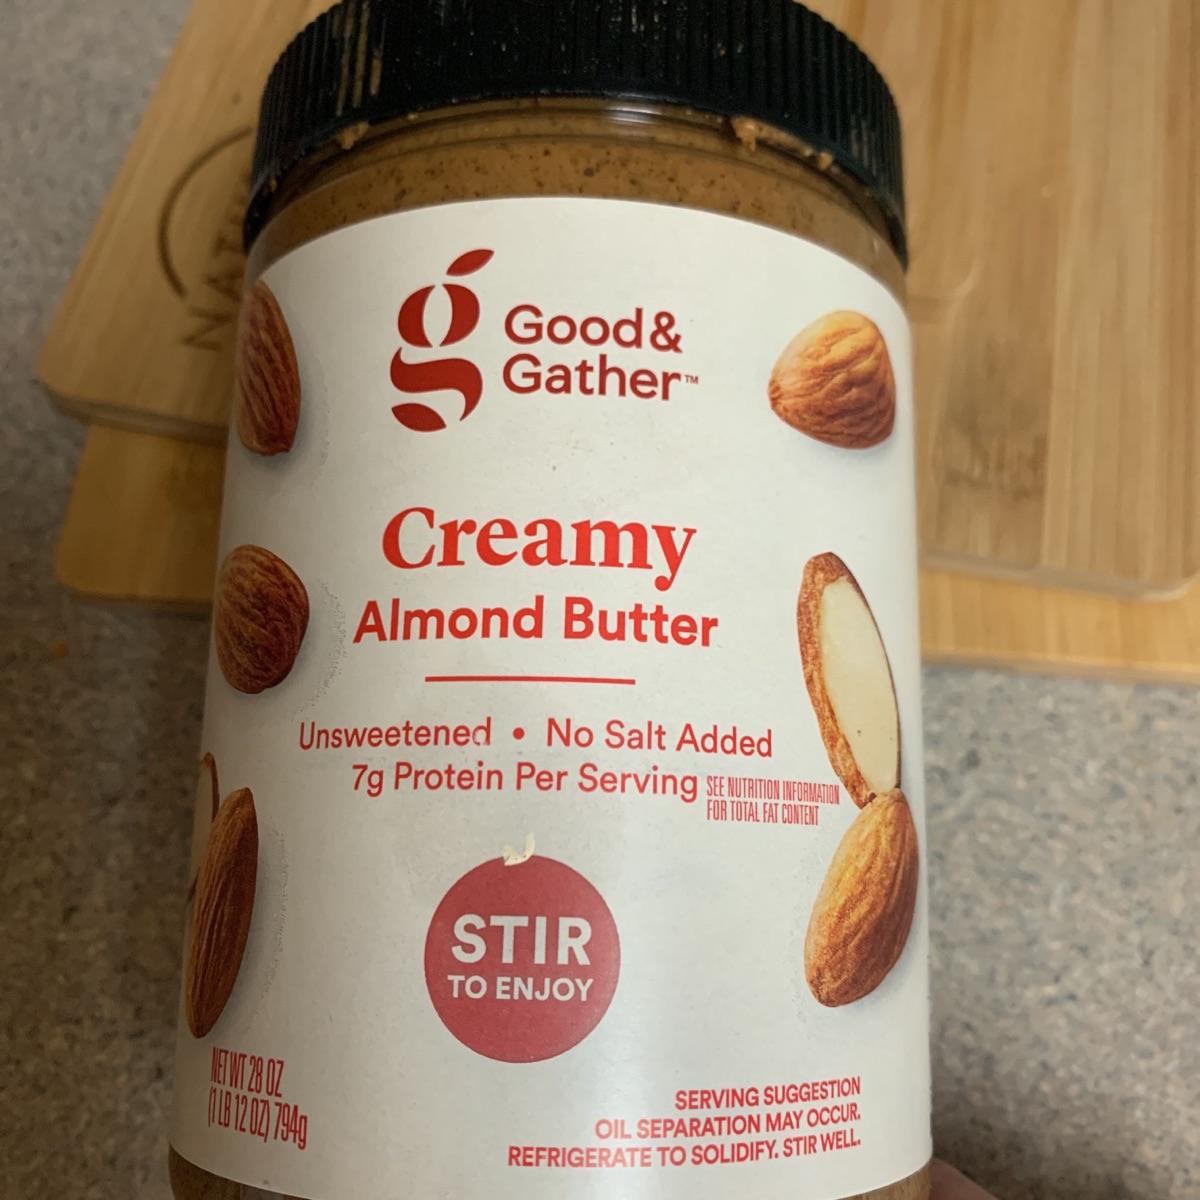 Good &
Gather™
Creamy
Almond Butter
Unsweetened • No Salt Added
7g Protein Per Serving
SEE NUTRITION INFORMATION
FOR TOTAL FAT CONTENT
STIR
TO ENJOY
NET WT 28 OZ
(1 LB 12 OZ) 794g
SERVING SUGGESTION
OIL SEPARATION MAY OCCUR.
REFRIGERATE TO SOLIDIFY. STIR WELL.